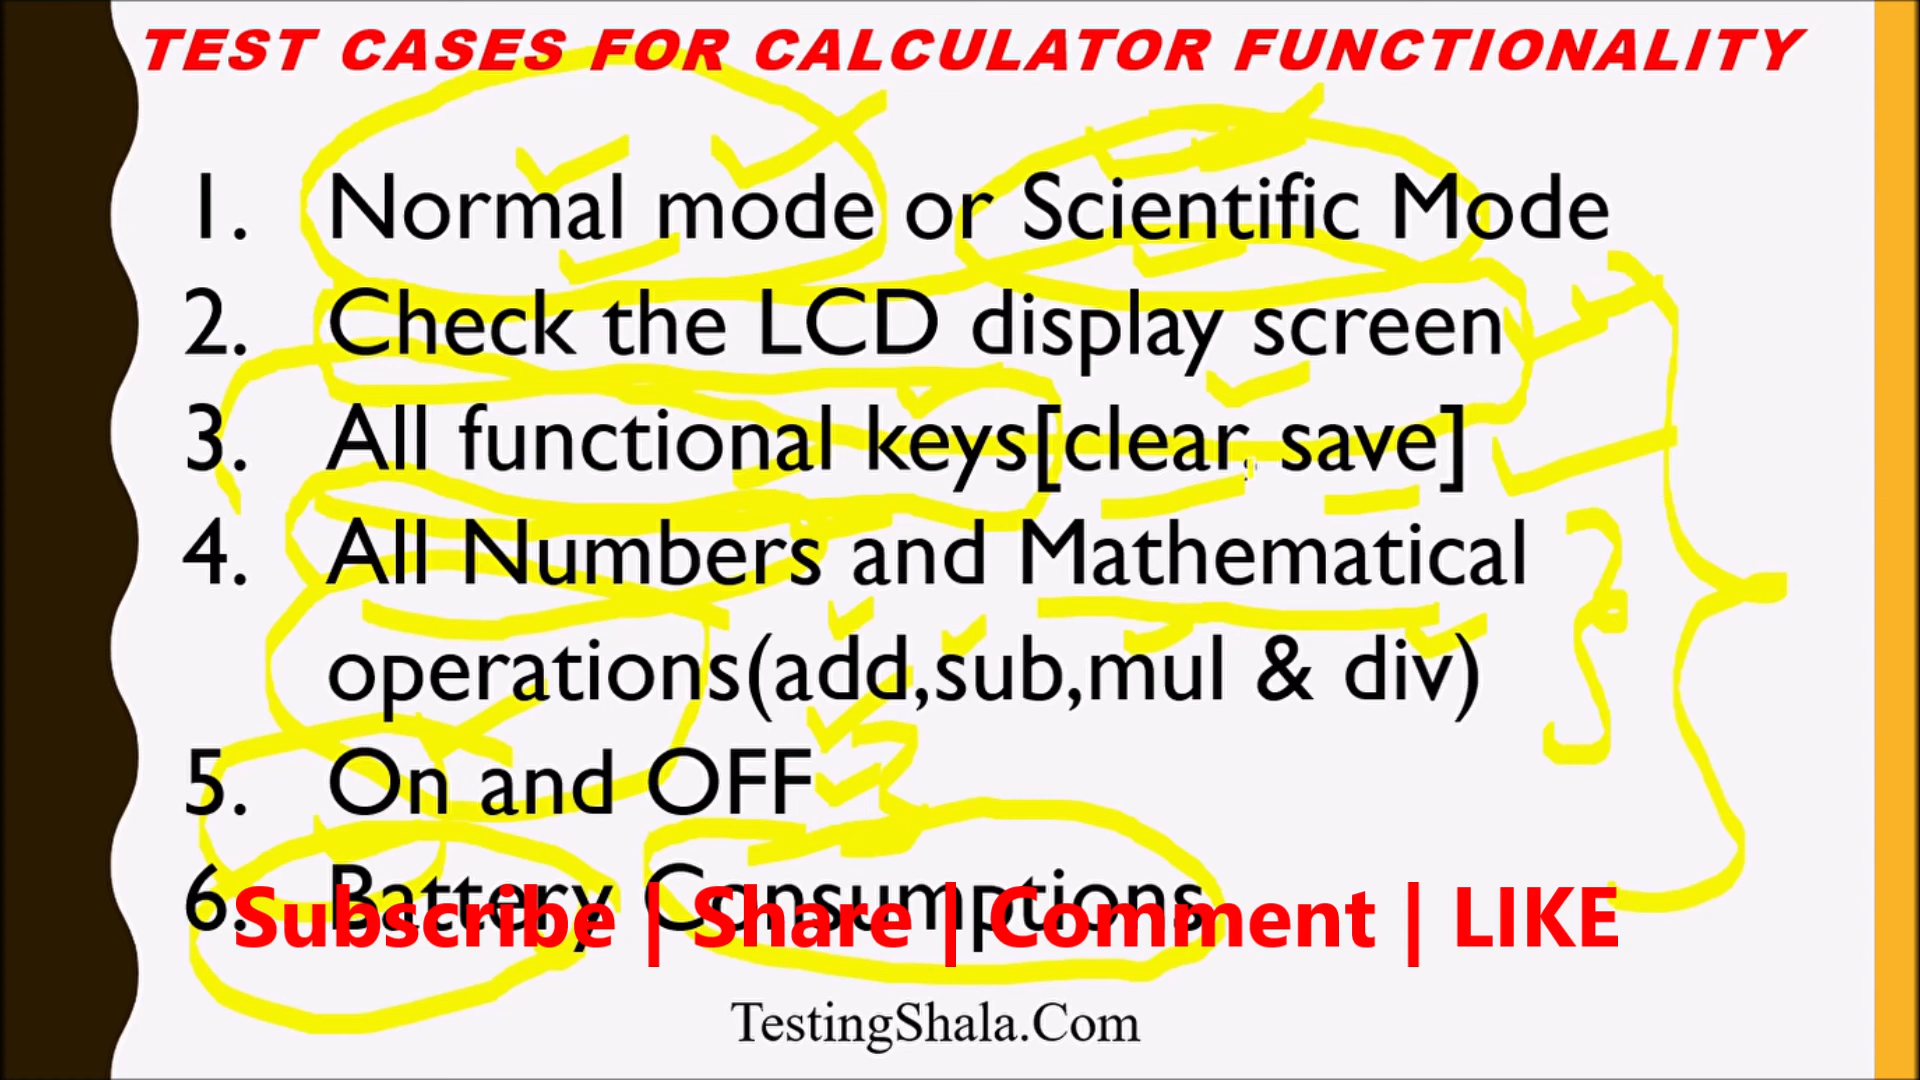 TEST CASES FOR CALCULATOR FUNCTIONALITY
1. Normal mode or Scientific Mode
2. Check the LCD display screen
3. All functional keys[clear, save]
4. All Numbers and Mathematical
operations(add,sub,mul & div)
5. On and OFF
6. Battery Consumptions
Subscribe | Share | Comment | LIKE
TestingShala.Com